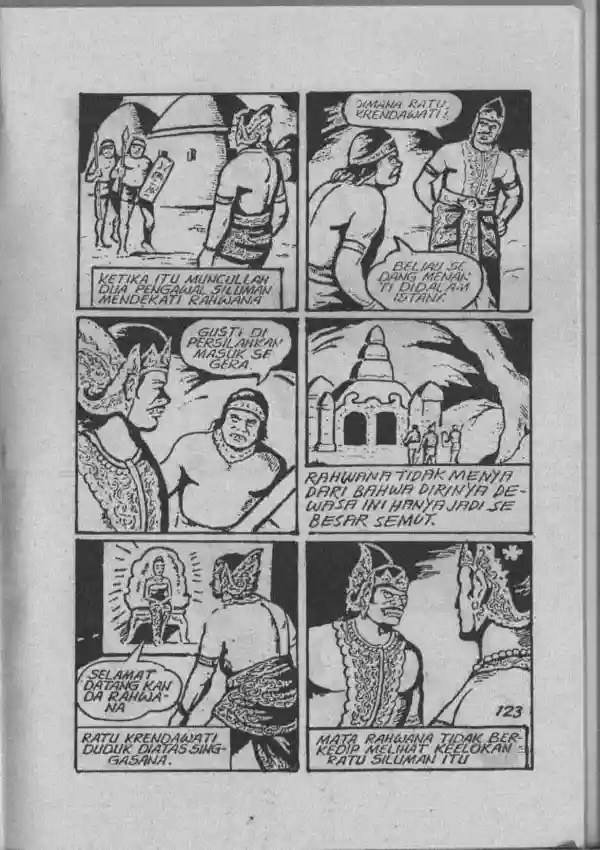 KETIKA ITU MUNCULLAH
DUA PENGAWAL SILUMAN
MENDEKATI RAHWANA
DIMANA RATU
KRENDAWATI?
BELIAU SE
DANG MENAN
TI DIDALAM
ISTANA
GUSTI DI
PERSILAHKAN
MASUK SE
GERA
RAHWANA TIDAK MENYA
DARI BAHWA DIRINYA DE-
WASA INI HANYA JADI SE
BESAR SEMUT.
SELAMAT
DATANG KAN
DA RAHWA-
NA
RATU KRENDAWATI
DUDUK DIATAS SING-
GASANA.
123
MATA RAHWANA TIDAK BER-
KEDIP MELIHAT KEELOKAN
RATU SILUMAN ITU